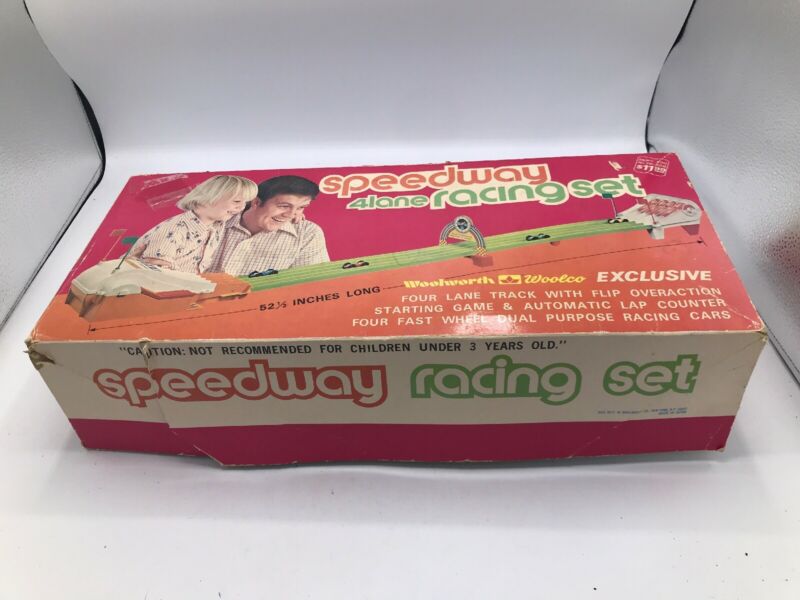 $11.99
speedway
4lane racing set
52½ INCHES LONG
Woolworth Woolco EXCLUSIVE
FOUR LANE TRACK WITH FLIP OVERACTION
STARTING GAME & AUTOMATIC LAP COUNTER
FOUR FAST WHEEL DUAL PURPOSE RACING CARS
"CAUTION: NOT RECOMMENDED FOR CHILDREN UNDER 3 YEARS OLD."
speedway racing set